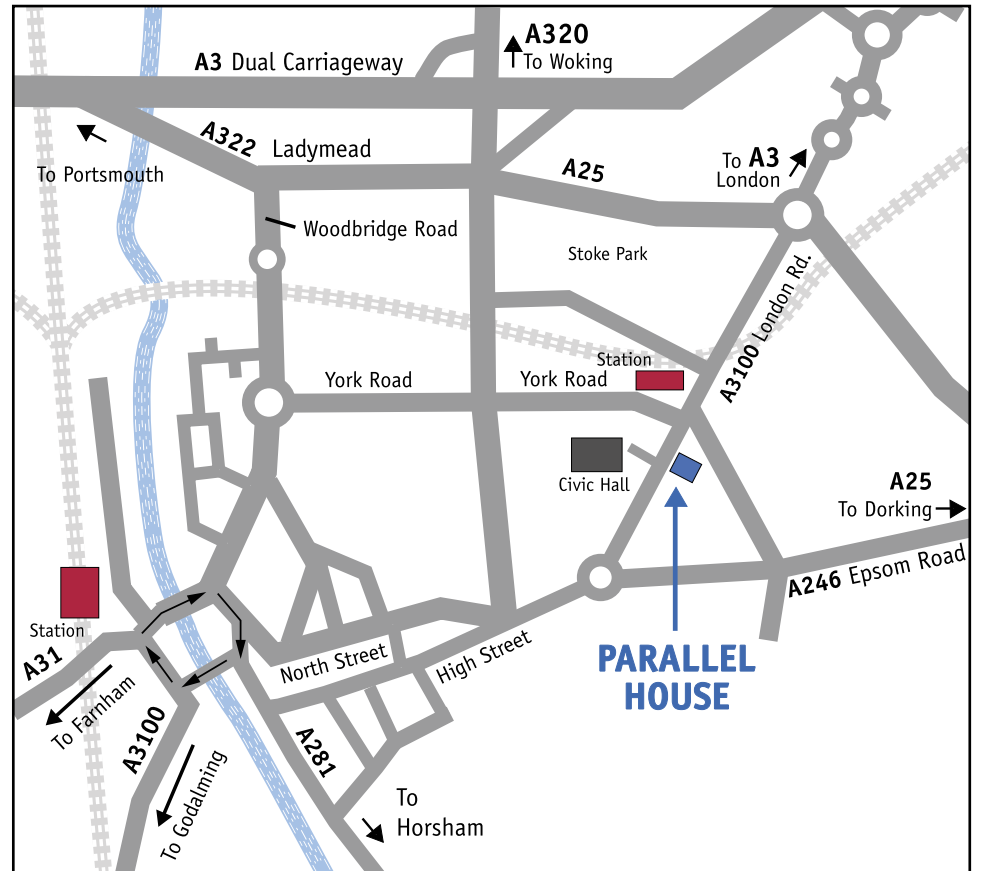 A320
To Woking
A3 Dual Carriageway
A322
Ladymead
To Portsmouth
A25
To A3
London
Woodbridge Road
Stoke Park
A3100 London Rd.
Station
York Road
York Road
Civic Hall
A25
To Dorking
A246 Epsom Road
Station
A31
To Farnham
North Street
High Street
PARALLEL
HOUSE
A3100
To Godalming
A281
To
Horsham